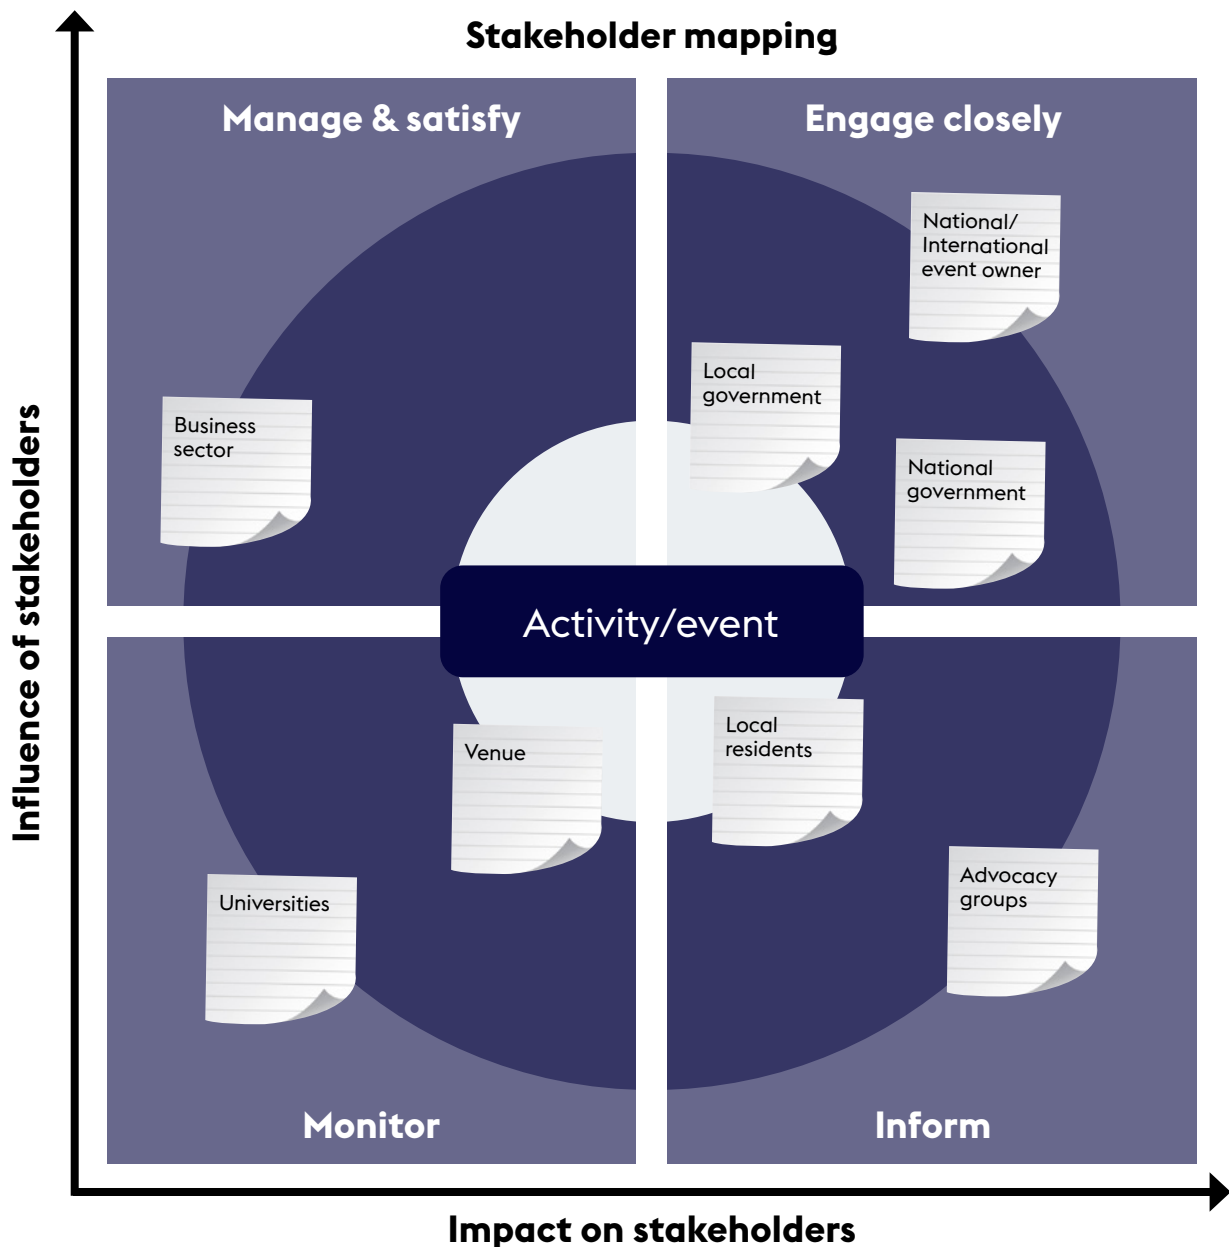 Stakeholder mapping
Manage & satisfy
Engage closely
National/
International
event owner
Local
government
Business
sector
National
government
Influence of stakeholders
Activity/event
Venue
Local
residents
Universities
Advocacy
groups
Monitor
Inform
Impact on stakeholders